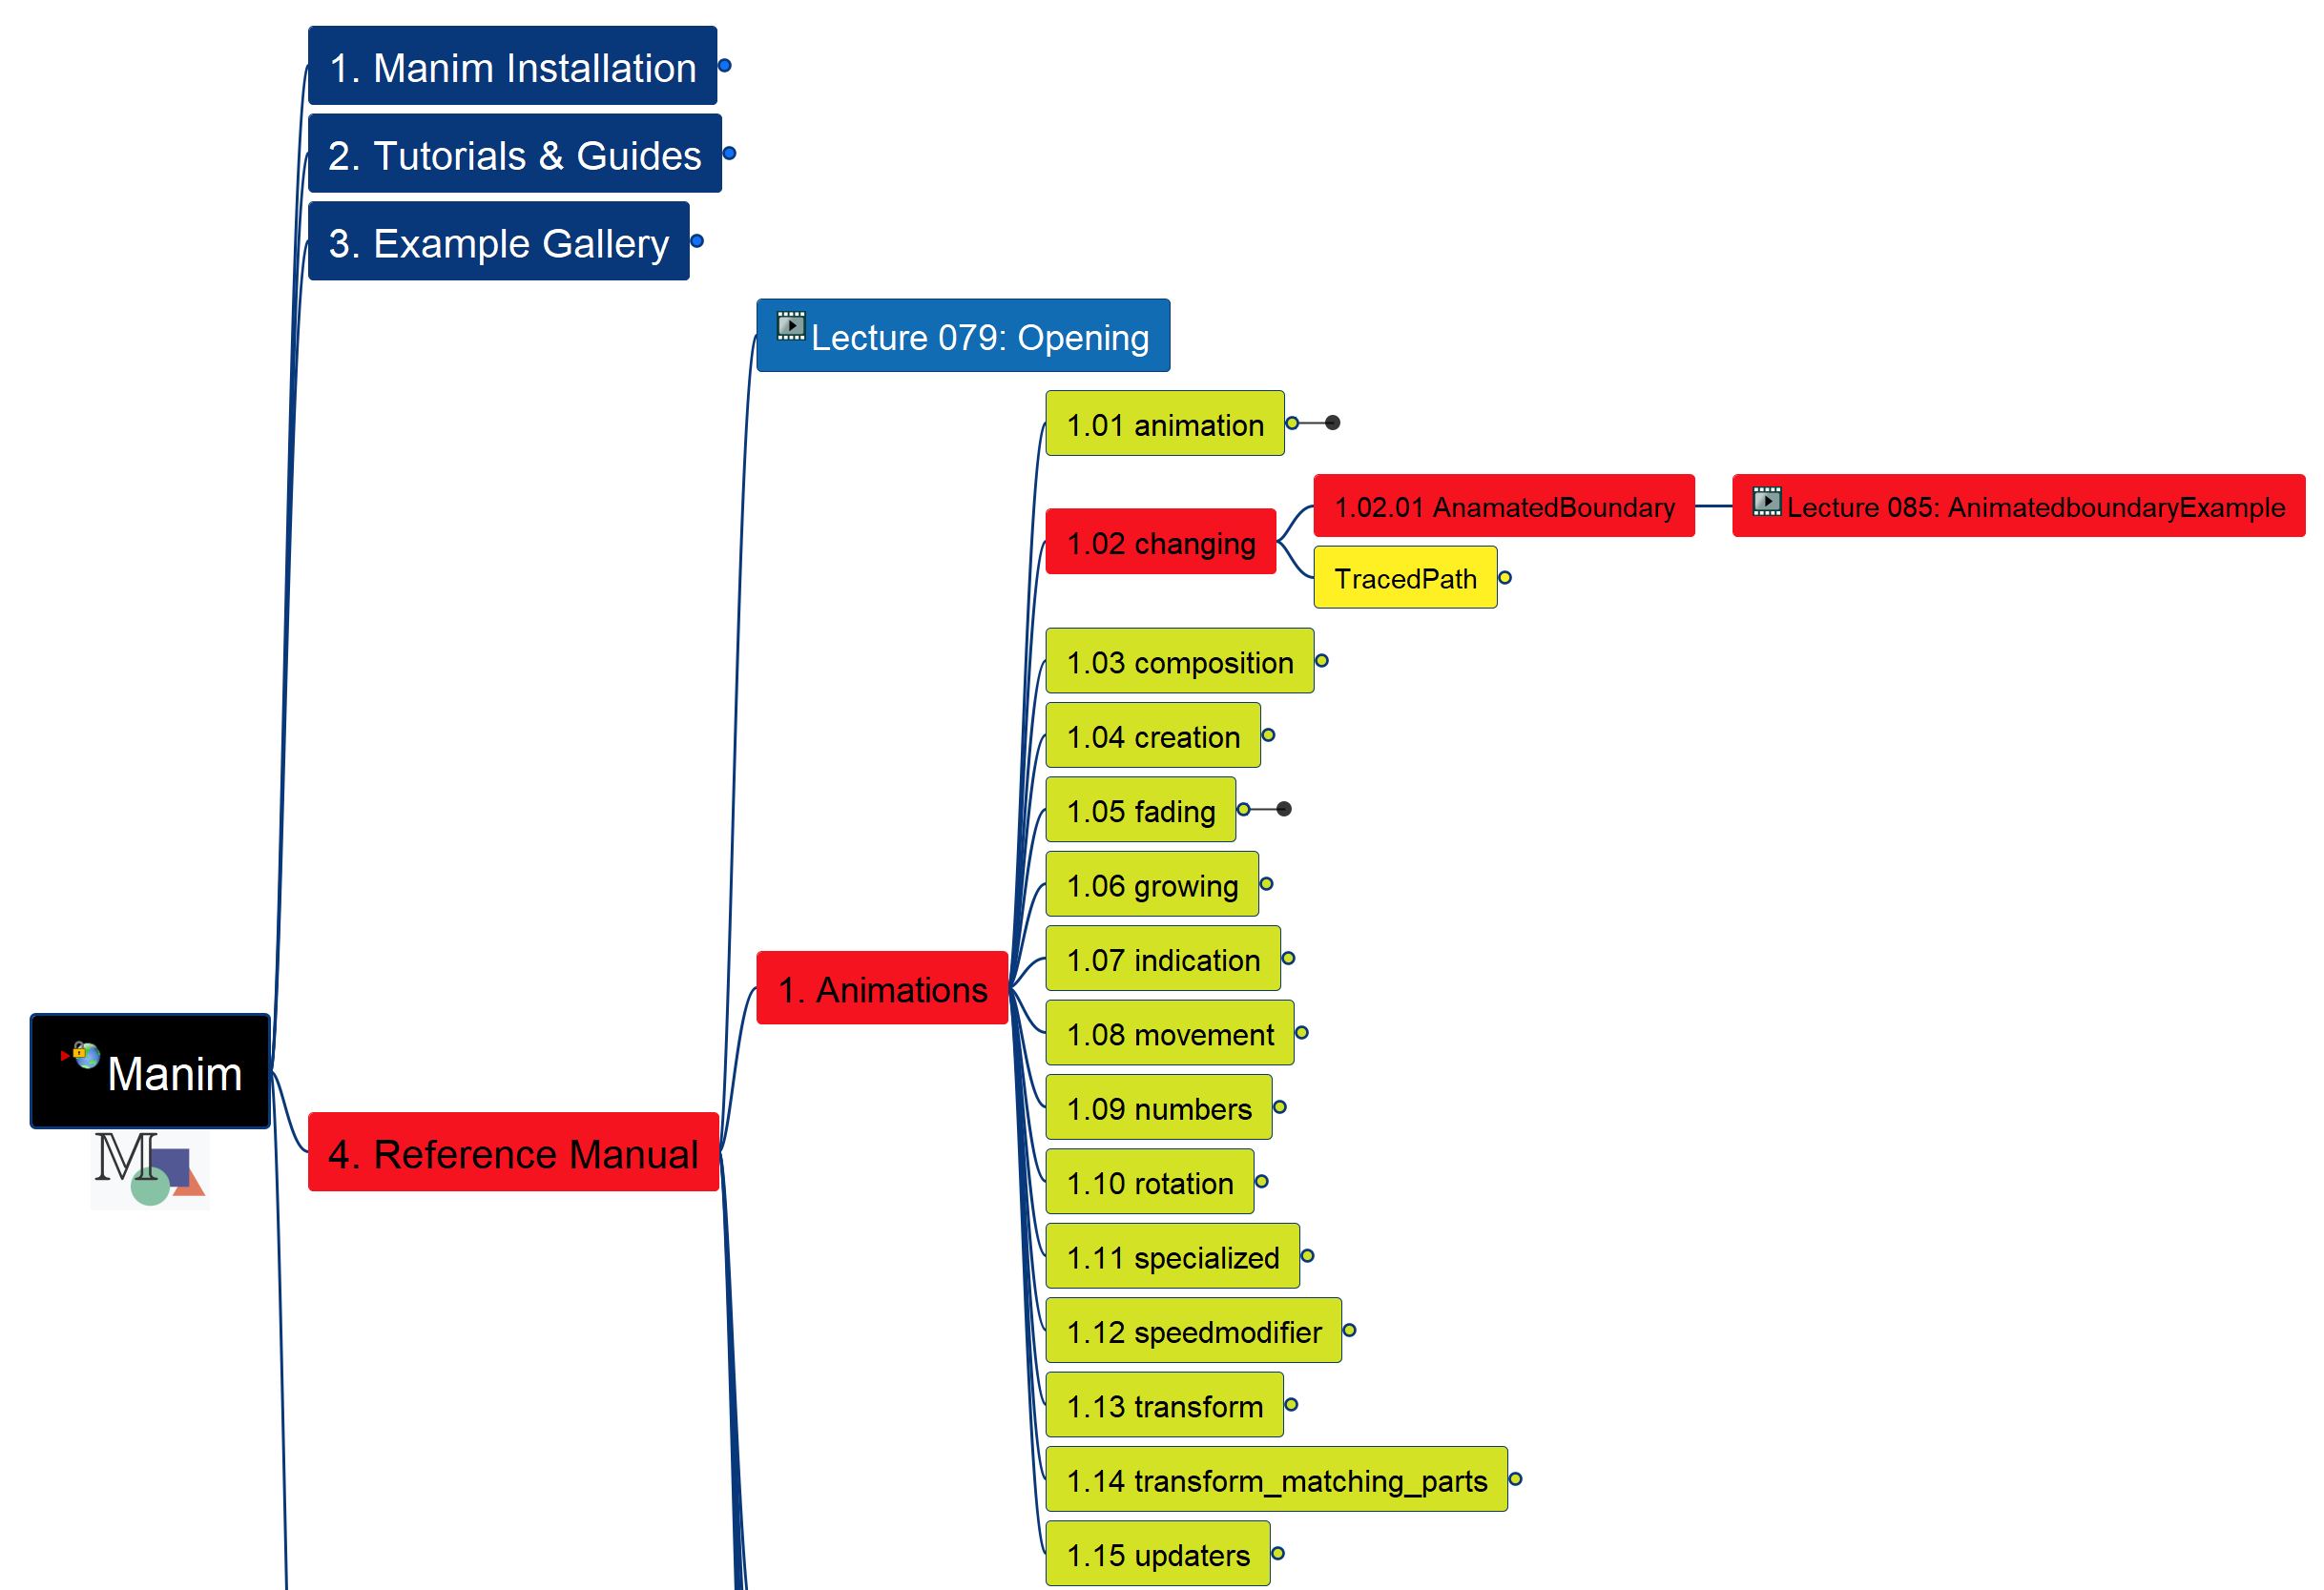 1. Manim Installation
2. Tutorials & Guides
3. Example Gallery
Lecture 079: Opening
1.01 animation
1.02.01 AnamatedBoundary
Lecture 085: AnimatedboundaryExample
1.02 changing
TracedPath
1.03 composition
1.04 creation
1.05 fading
1.06 growing
1.07 indication
1. Animations
1.08 movement
Manim
1.09 numbers
M
4. Reference Manual
1.10 rotation
1.11 specialized
1.12 speedmodifier
1.13 transform
1.14 transform_matching_parts
1.15 updaters